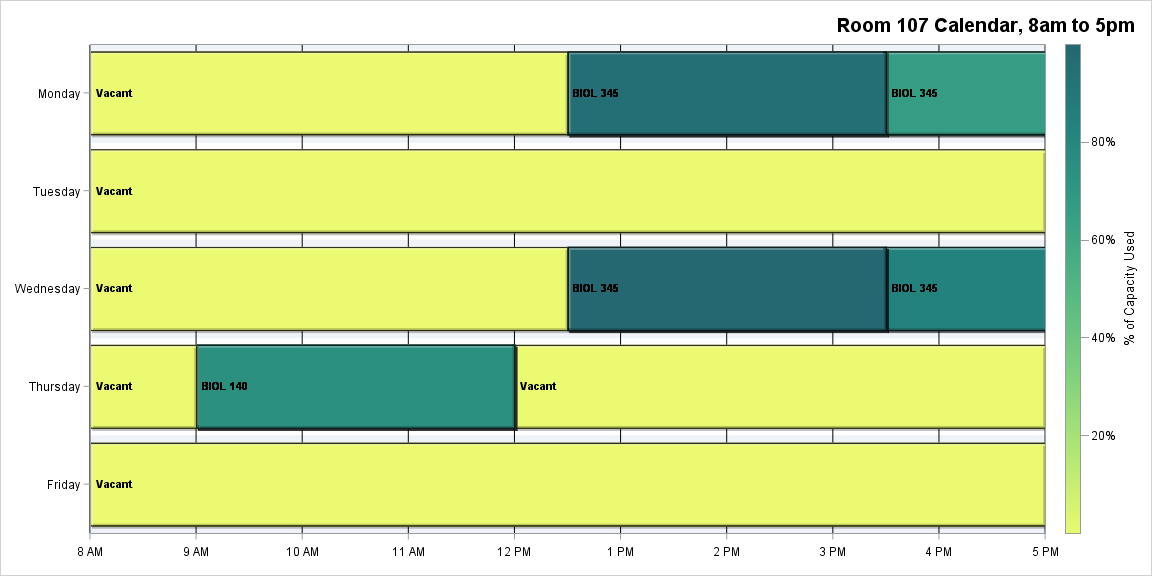 Room 107 Calendar, 8am to 5pm
Monday
Vacant
BIOL 345
BIOL 345
Tuesday
Vacant
Wednesday
Vacant
BIOL 345
BIOL 345
Thursday
Vacant
BIOL 140
Vacant
Friday
Vacant
8 AM
9 AM
10 AM
11 AM
12 PM
1 PM
2 PM
3 PM
4 PM
5 PM
80%
60%
40%
20%
% of Capacity Used